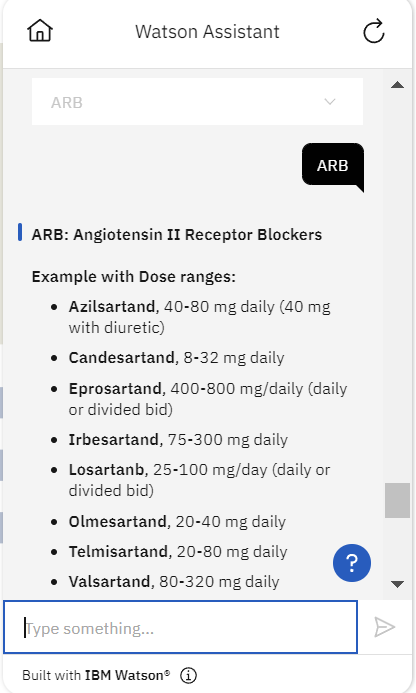 Watson Assistant
ARB
ARB
ARB: Angiotensin II Receptor Blockers
Example with Dose ranges:
Azilsartand, 40-80 mg daily (40 mg
with diuretic)
Candesartand, 8-32 mg daily
Eprosartand, 400-800 mg/daily (daily
or divided bid)
Irbesartand, 75-300 mg daily
Losartanb, 25-100 mg/day (daily or
divided bid)
Olmesartand, 20-40 mg daily
Telmisartand, 20-80 mg daily
Valsartand, 80-320 mg daily
?
Type something...
Built with IBM Watson®